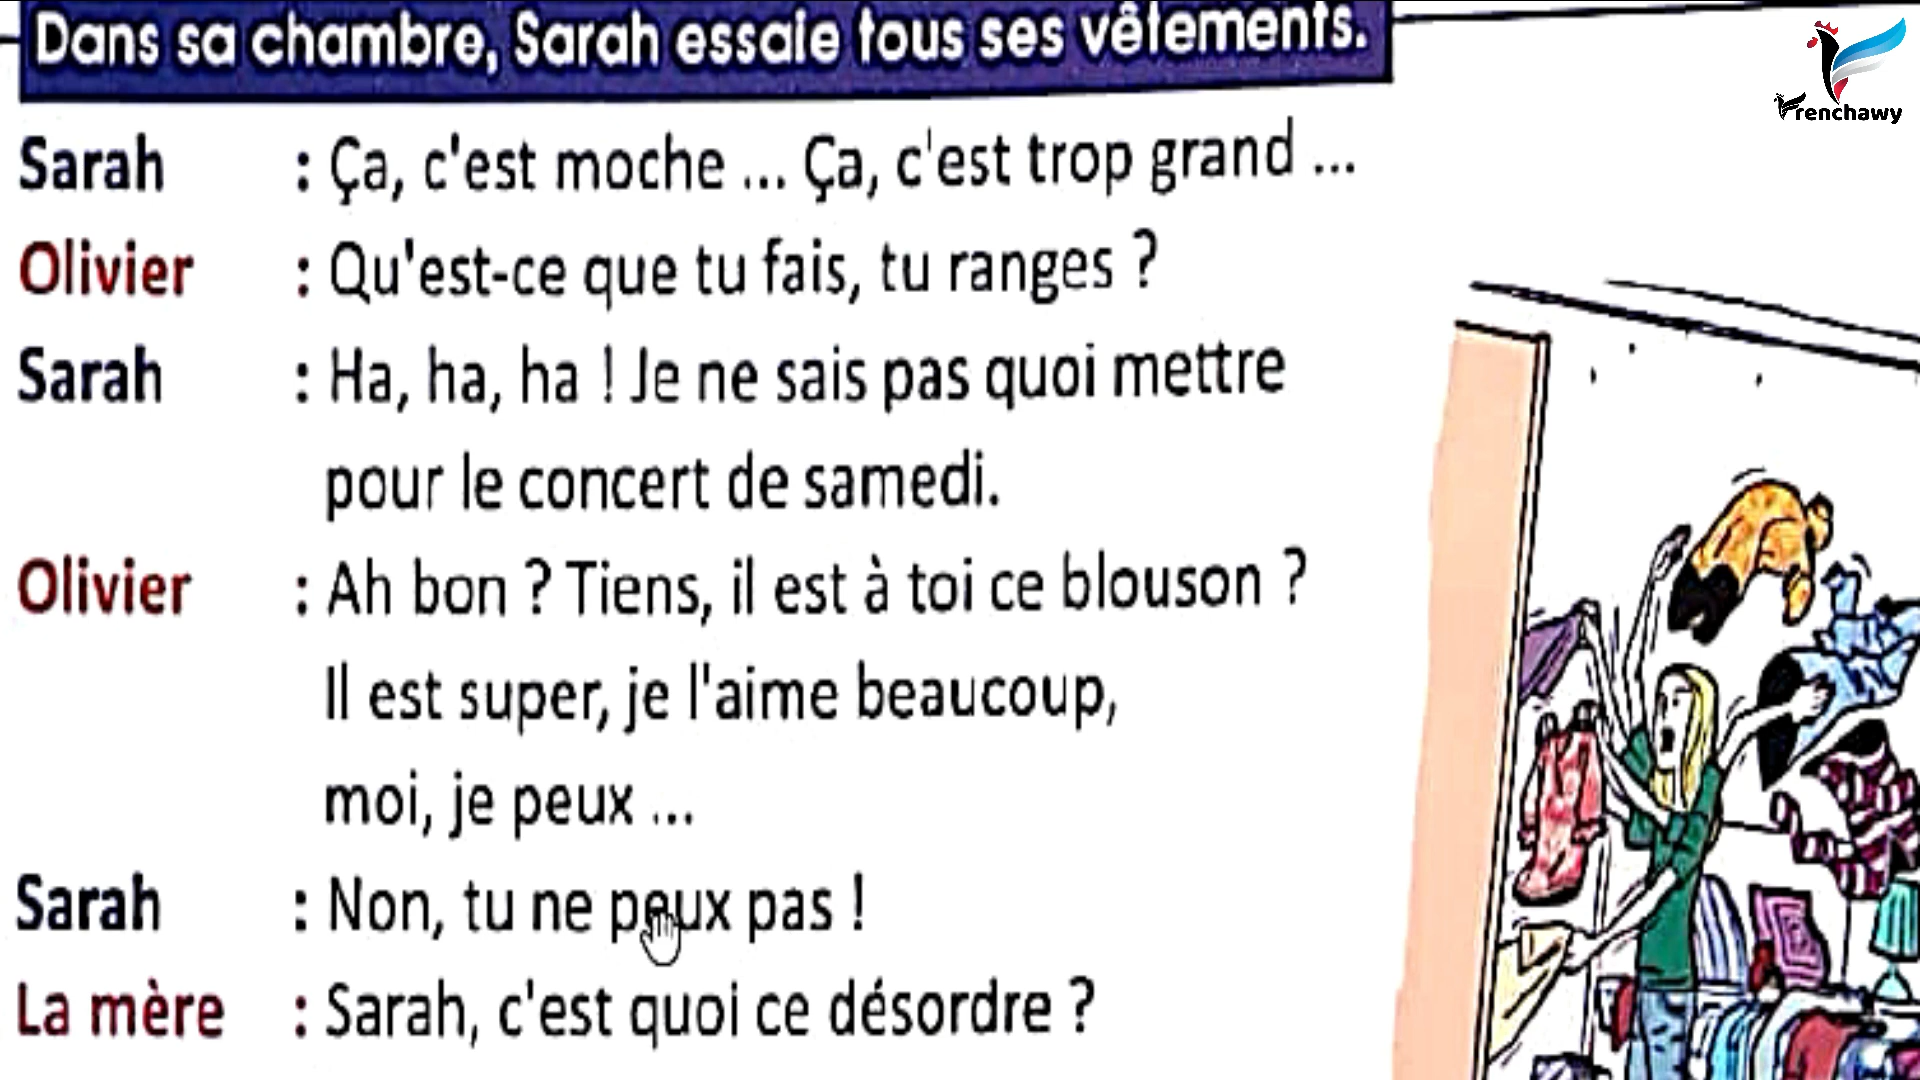 Dans sa chambre, Sarah essaie tous ses vêtements.
Frenchawy
Sarah : Ça, c'est moche ... Ça, c'est trop grand ...
Olivier : Qu'est-ce que tu fais, tu ranges ?
Sarah : Ha, ha, ha ! Je ne sais pas quoi mettre
pour le concert de samedi.
Olivier : Ah bon ? Tiens, il est à toi ce blouson ?
Il est super, je l'aime beaucoup,
moi, je peux ...
Sarah : Non, tu ne peux pas !
La mère : Sarah, c'est quoi ce désordre ?